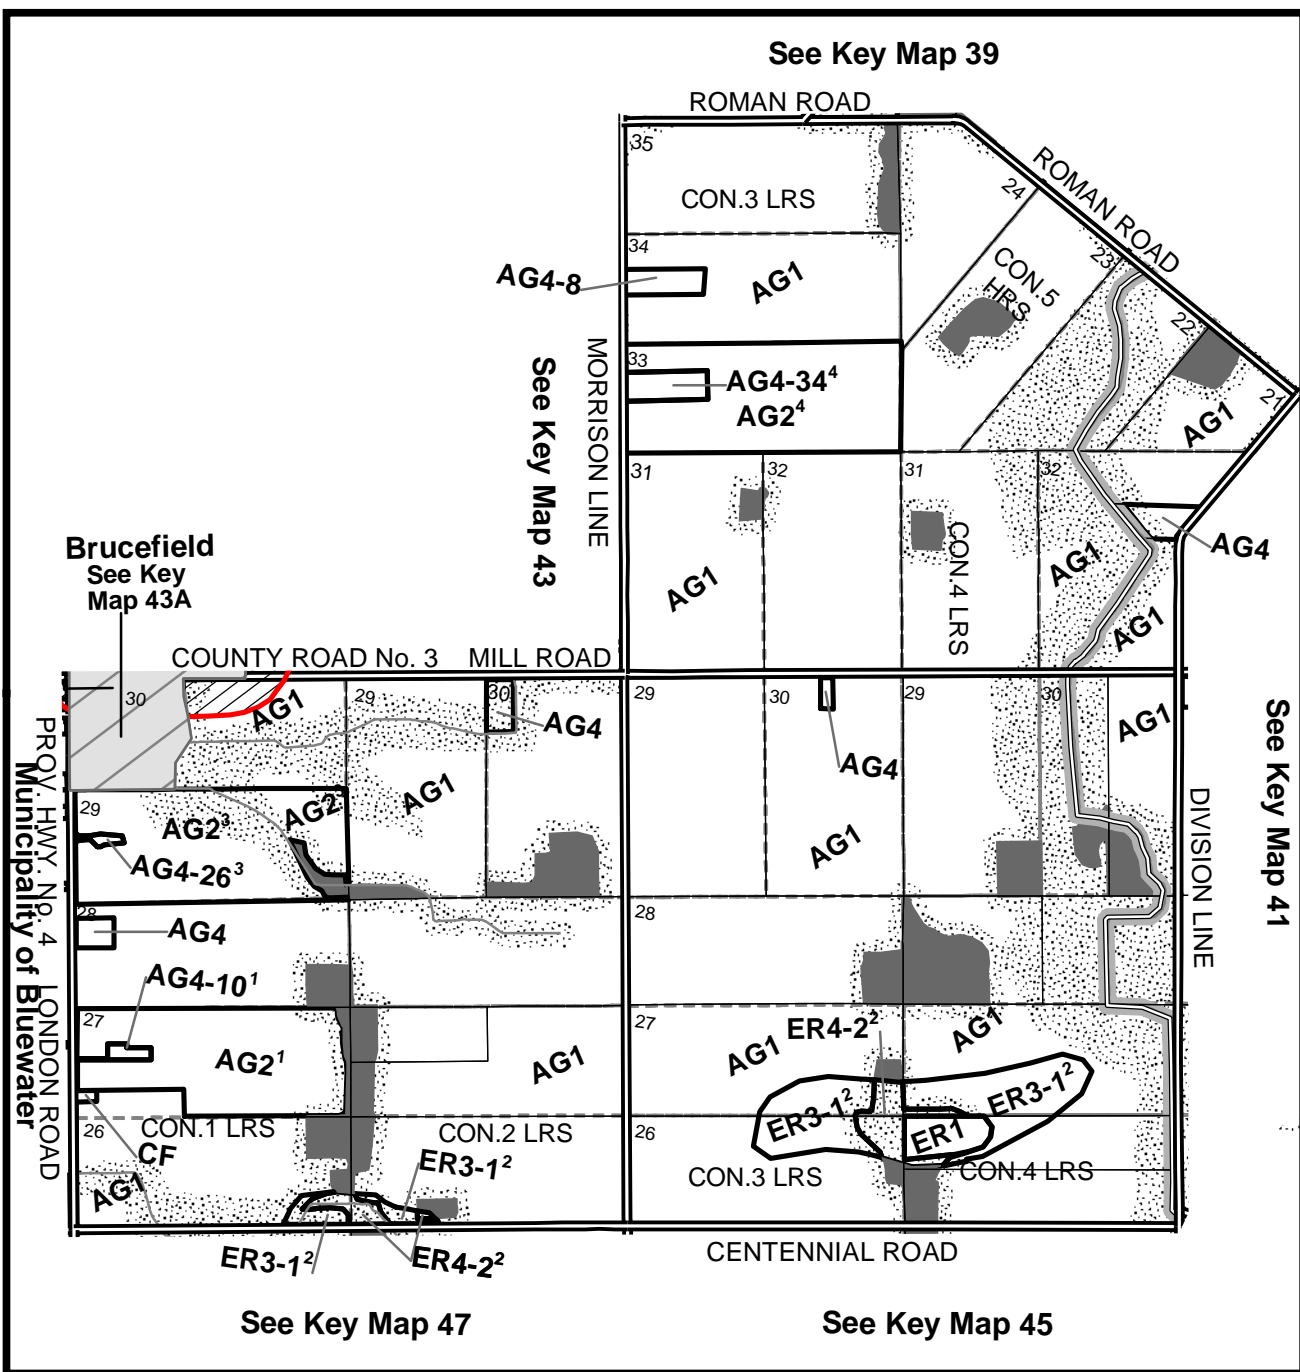 See Key Map 39
ROMAN ROAD
35
CON.3 LRS
24
ROMAN ROAD
34
AG4-8
AG1
CON.5
HRS
23
22
33
MORRISON LINE
See Key Map 43
AG4-34⁴
AG2⁴
21
AG1
31
32
31
32
CON.4 LRS
AG1
AG1
AG4
AG1
Brucefield
See Key
Map 43A
COUNTY ROAD No. 3
MILL ROAD
30
AG1
29
30
AG4
29
30
29
30
AG1
AG4
AG1
AG1
See Key Map 41
DIVISION LINE
PROV. HWY. No. 4
LONDON ROAD
Municipality of Bluewater
29
AG2³
AG2³
AG4-26³
28
AG4
28
AG4-10¹
27
AG2¹
AG1
27
AG1
ER4-2²
AG1
ER3-1²
ER3-1²
ER1
26
CON.1 LRS
CF
CON.2 LRS
ER3-1²
26
CON.3 LRS
CON.4 LRS
AG1
ER3-1²
ER4-2²
CENTENNIAL ROAD
See Key Map 47
See Key Map 45